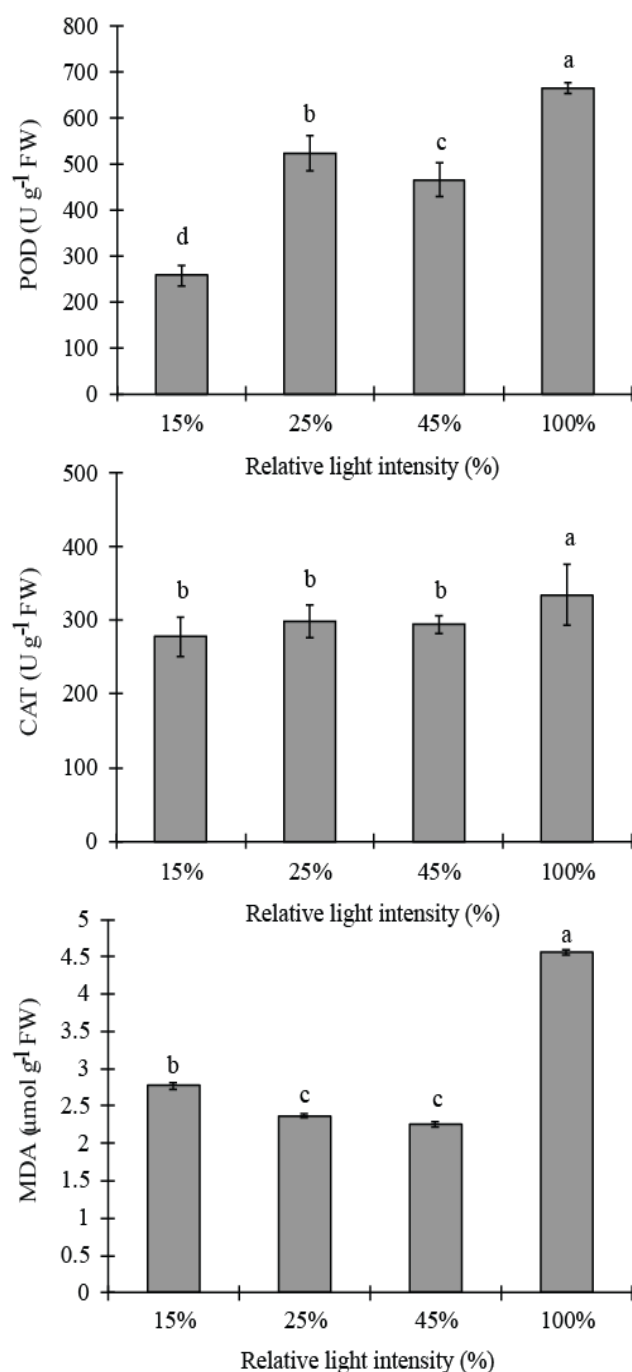 800
700
600
500
400
300
200
100
0
POD (U g-1 FW)
d
b
c
a
15% 25% 45% 100%
Relative light intensity (%)
500
400
300
200
100
0
CAT (U g-1 FW)
b
b
b
a
15% 25% 45% 100%
Relative light intensity (%)
5
4.5
4
3.5
3
2.5
2
1.5
1
0.5
0
MDA (µmol g-1 FW)
b
c
c
a
15% 25% 45% 100%
Relative light intensity (%)